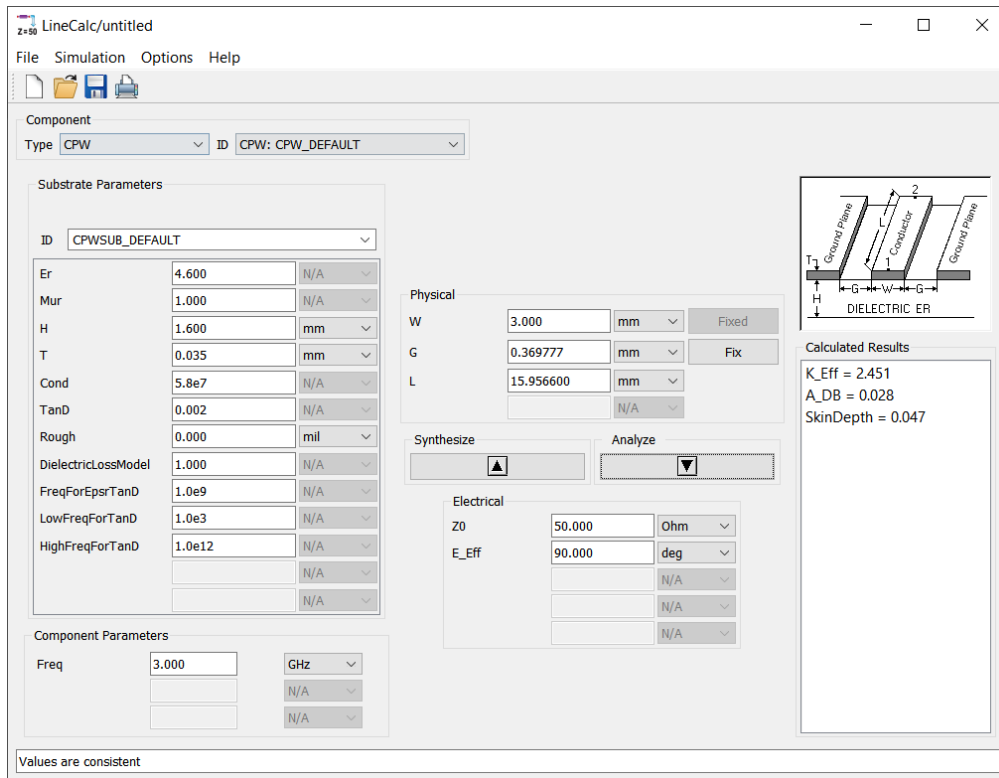 Z=50 LineCalc/untitled
File Simulation Options Help
Component
Type CPW ID CPW: CPW_DEFAULT
Substrate Parameters
ID CPWSUB_DEFAULT
Er 4.600 N/A
Mur 1.000 N/A
H 1.600 mm
T 0.035 mm
Cond 5.8e7 N/A
TanD 0.002 N/A
Rough 0.000 mil
DielectricLossModel 1.000 N/A
FreqForEpsrTanD 1.0e9 N/A
LowFreqForTanD 1.0e3 N/A
HighFreqForTanD 1.0e12 N/A
N/A
N/A
Component Parameters
Freq 3.000 GHz
N/A
N/A
Physical
W 3.000 mm Fixed
G 0.369777 mm Fix
L 15.956600 mm
N/A
Synthesize Analyze
Electrical
Z0 50.000 Ohm
E_Eff 90.000 deg
N/A
N/A
N/A
2
Ground Plane L Conductor Ground Plane
T 1
G W G
H
DIELECTRIC ER
Calculated Results
K_Eff = 2.451
A_DB = 0.028
SkinDepth = 0.047
Values are consistent